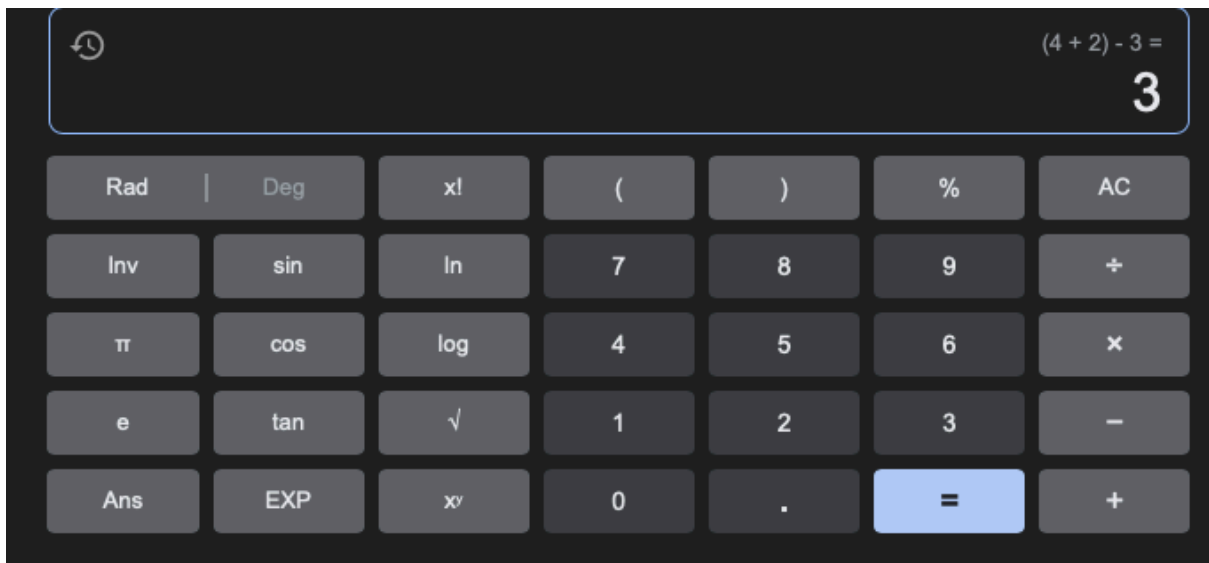 (4 + 2) - 3 =
3
Rad | Deg x! ( ) % AC
Inv sin ln 7 8 9 ÷
π cos log 4 5 6 ×
e tan √ 1 2 3 −
Ans EXP xʸ 0 . = +